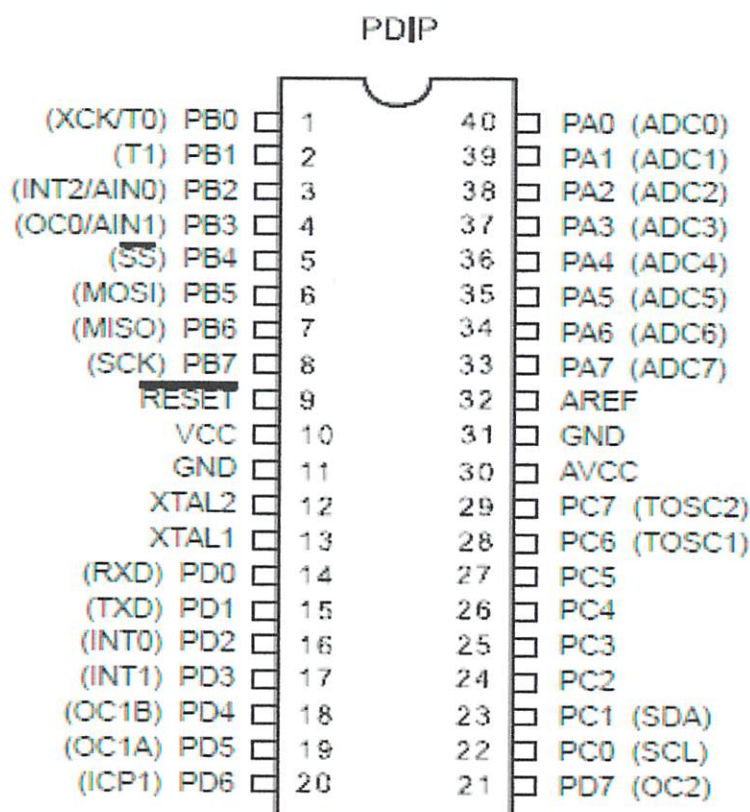 PDIP
(XCK/T0) PB0 1 40 PA0 (ADC0)
(T1) PB1 2 39 PA1 (ADC1)
(INT2/AIN0) PB2 3 38 PA2 (ADC2)
(OC0/AIN1) PB3 4 37 PA3 (ADC3)
(SS) PB4 5 36 PA4 (ADC4)
(MOSI) PB5 6 35 PA5 (ADC5)
(MISO) PB6 7 34 PA6 (ADC6)
(SCK) PB7 8 33 PA7 (ADC7)
RESET 9 32 AREF
VCC 10 31 GND
GND 11 30 AVCC
XTAL2 12 29 PC7 (TOSC2)
XTAL1 13 28 PC6 (TOSC1)
(RXD) PD0 14 27 PC5
(TXD) PD1 15 26 PC4
(INT0) PD2 16 25 PC3
(INT1) PD3 17 24 PC2
(OC1B) PD4 18 23 PC1 (SDA)
(OC1A) PD5 19 22 PC0 (SCL)
(ICP1) PD6 20 21 PD7 (OC2)